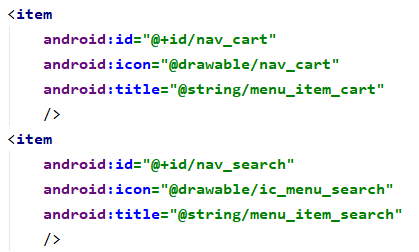 <item
    android:id="@+id/nav_cart"
    android:icon="@drawable/nav_cart"
    android:title="@string/menu_item_cart"
    />
<item
    android:id="@+id/nav_search"
    android:icon="@drawable/ic_menu_search"
    android:title="@string/menu_item_search"
    />